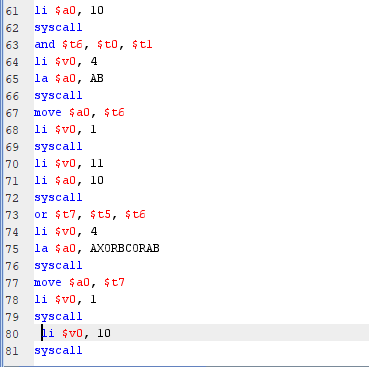 61 li $a0, 10
62 syscall
63 and $t6, $t0, $t1
64 li $v0, 4
65 la $a0, AB
66 syscall
67 move $a0, $t6
68 li $v0, 1
69 syscall
70 li $v0, 11
71 li $a0, 10
72 syscall
73 or $t7, $t5, $t6
74 li $v0, 4
75 la $a0, AXORBCORAB
76 syscall
77 move $a0, $t7
78 li $v0, 1
79 syscall
80 li $v0, 10
81 syscall